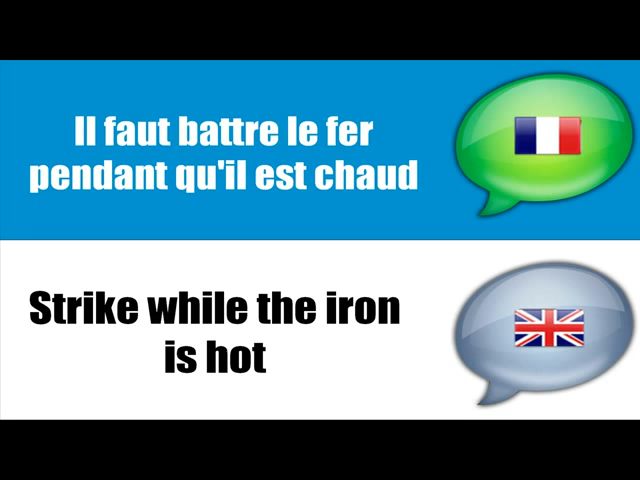 Il faut battre le fer
pendant qu'il est chaud
Strike while the iron
is hot